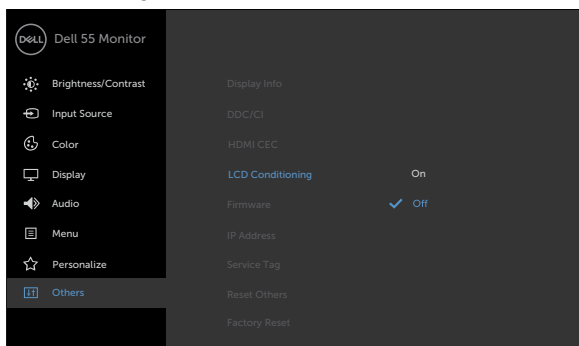 DELL Dell 55 Monitor
Brightness/Contrast Display Info
Input Source DDC/CI
Color HDMI CEC
Display LCD Conditioning On
Audio Firmware Off
Menu IP Address
Personalize Service Tag
Others Reset Others
Factory Reset